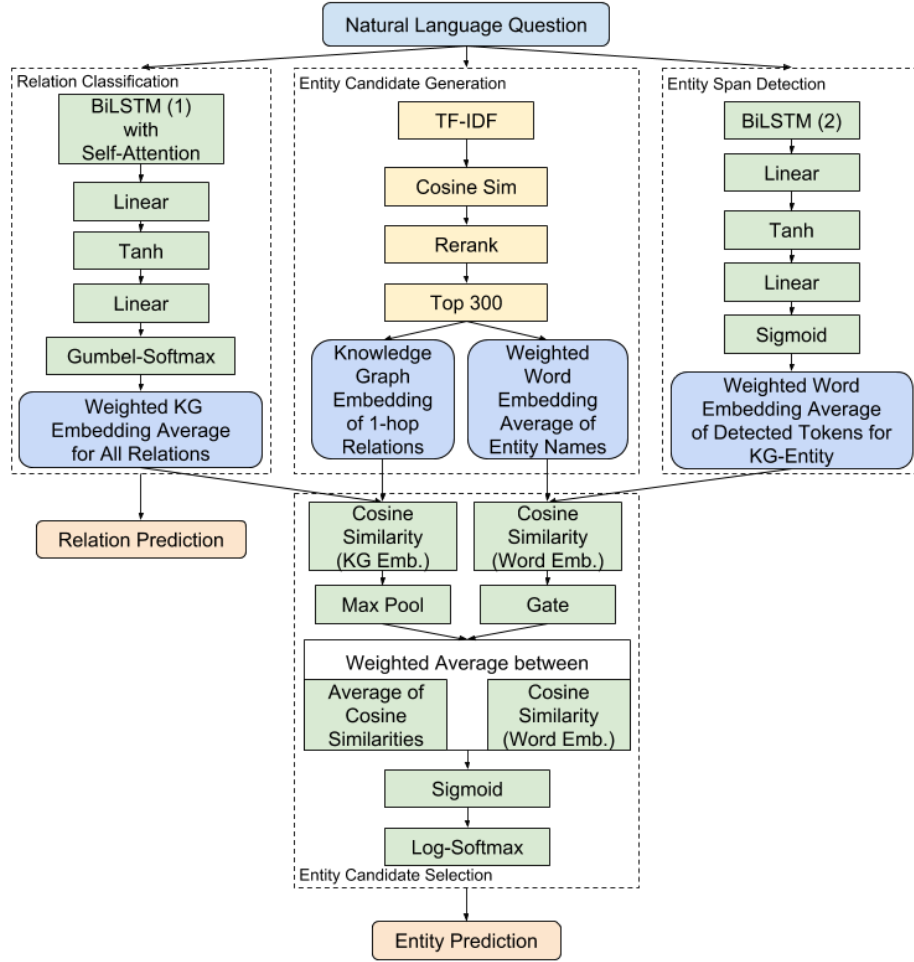 Natural Language Question
Relation Classification
BiLSTM (1)
with
Self-Attention
Linear
Tanh
Linear
Gumbel-Softmax
Weighted KG
Embedding Average
for All Relations
Relation Prediction
Entity Candidate Generation
TF-IDF
Cosine Sim
Rerank
Top 300
Knowledge
Graph
Embedding
of 1-hop
Relations
Weighted
Word
Embedding
Average of
Entity Names
Entity Span Detection
BiLSTM (2)
Linear
Tanh
Linear
Sigmoid
Weighted Word
Embedding Average
of Detected Tokens for
KG-Entity
Cosine
Similarity
(KG Emb.)
Cosine
Similarity
(Word Emb.)
Max Pool
Gate
Weighted Average between
Average of
Cosine
Similarities
Cosine
Similarity
(Word Emb.)
Sigmoid
Log-Softmax
Entity Candidate Selection
Entity Prediction